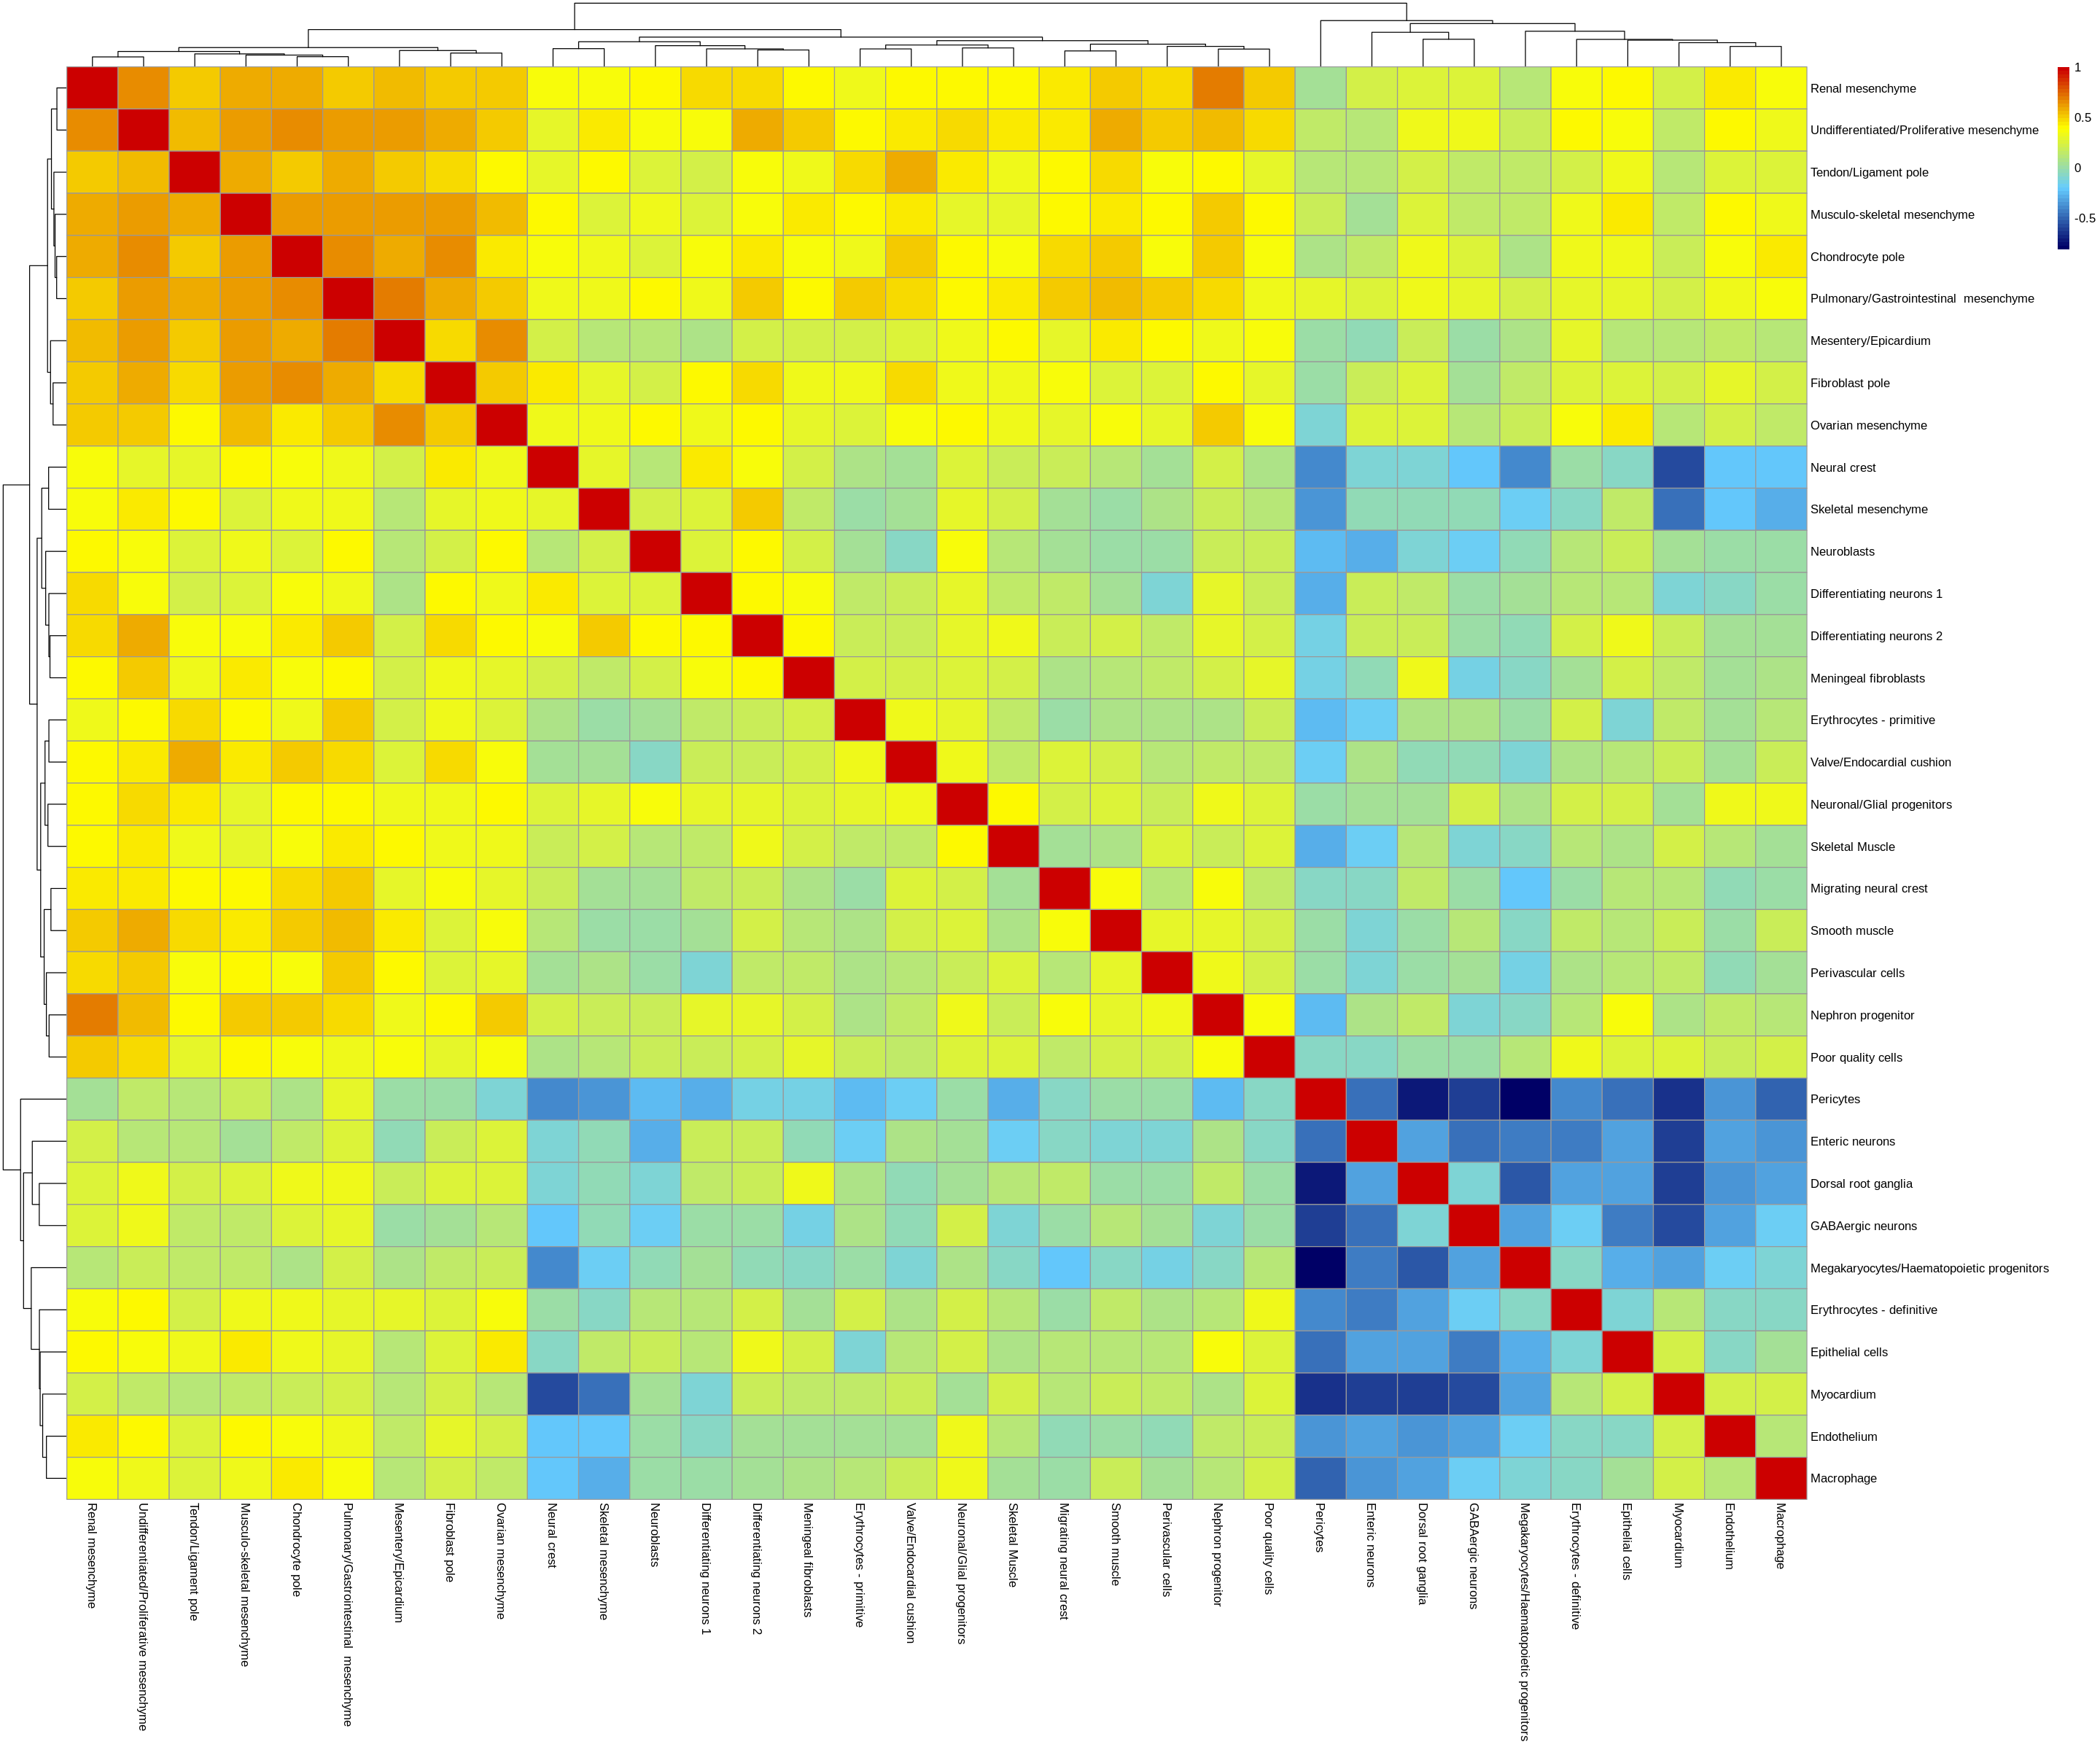 1
0.5
0
-0.5
Renal mesenchyme
Undifferentiated/Proliferative mesenchyme
Tendon/Ligament pole
Musculo-skeletal mesenchyme
Chondrocyte pole
Pulmonary/Gastrointestinal  mesenchyme
Mesentery/Epicardium
Fibroblast pole
Ovarian mesenchyme
Neural crest
Skeletal mesenchyme
Neuroblasts
Differentiating neurons 1
Differentiating neurons 2
Meningeal fibroblasts
Erythrocytes - primitive
Valve/Endocardial cushion
Neuronal/Glial progenitors
Skeletal Muscle
Migrating neural crest
Smooth muscle
Perivascular cells
Nephron progenitor
Poor quality cells
Pericytes
Enteric neurons
Dorsal root ganglia
GABAergic neurons
Megakaryocytes/Haematopoietic progenitors
Erythrocytes - definitive
Epithelial cells
Myocardium
Endothelium
Macrophage
Renal mesenchyme
Undifferentiated/Proliferative mesenchyme
Tendon/Ligament pole
Musculo-skeletal mesenchyme
Chondrocyte pole
Pulmonary/Gastrointestinal  mesenchyme
Mesentery/Epicardium
Fibroblast pole
Ovarian mesenchyme
Neural crest
Skeletal mesenchyme
Neuroblasts
Differentiating neurons 1
Differentiating neurons 2
Meningeal fibroblasts
Erythrocytes - primitive
Valve/Endocardial cushion
Neuronal/Glial progenitors
Skeletal Muscle
Migrating neural crest
Smooth muscle
Perivascular cells
Nephron progenitor
Poor quality cells
Pericytes
Enteric neurons
Dorsal root ganglia
GABAergic neurons
Megakaryocytes/Haematopoietic progenitors
Erythrocytes - definitive
Epithelial cells
Myocardium
Endothelium
Macrophage